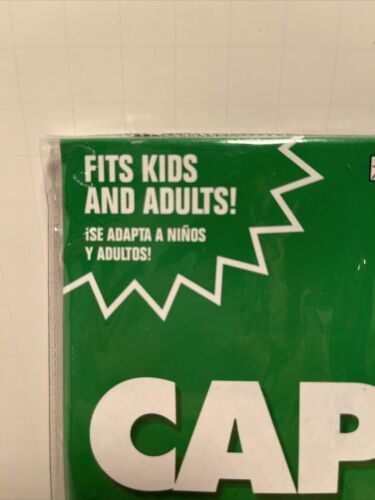 FITS KIDS
AND ADULTS!
¡SE ADAPTA A NIÑOS
Y ADULTOS!
CAP